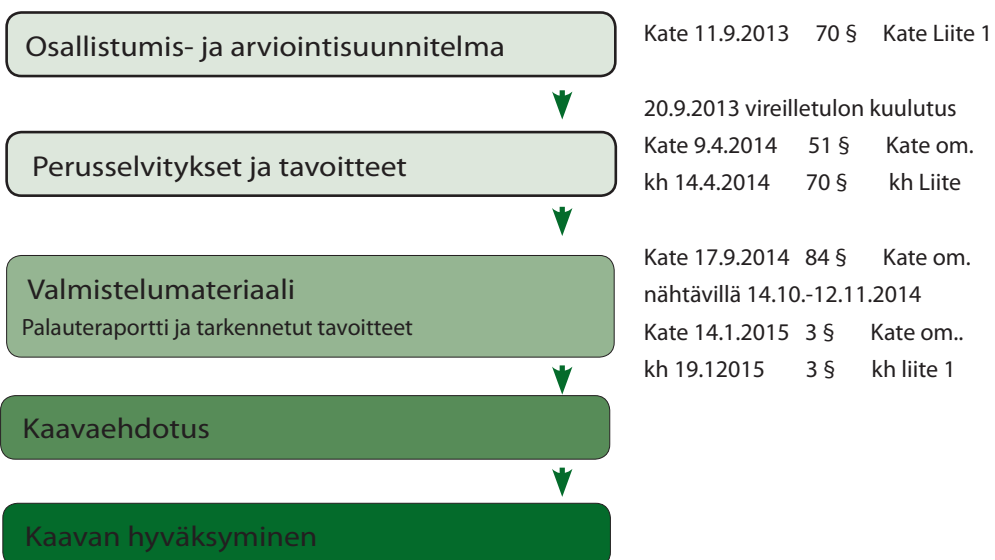 Osallistumis- ja arviointisuunnitelma
Kate 11.9.2013 70 § Kate Liite 1
20.9.2013 vireilletulon kuulutus
Perusselvitykset ja tavoitteet
Kate 9.4.2014 51 § Kate om.
kh 14.4.2014 70 § kh Liite
Valmistelumateriaali
Palauteraportti ja tarkennetut tavoitteet
Kate 17.9.2014 84 § Kate om.
nähtävillä 14.10.-12.11.2014
Kate 14.1.2015 3 § Kate om..
kh 19.12015 3 § kh liite 1
Kaavaehdotus
Kaavan hyväksyminen